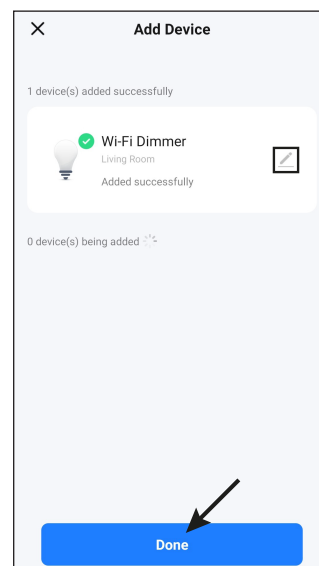 Add Device
1 device(s) added successfully
Wi-Fi Dimmer
Living Room
Added successfully
0 device(s) being added
Done